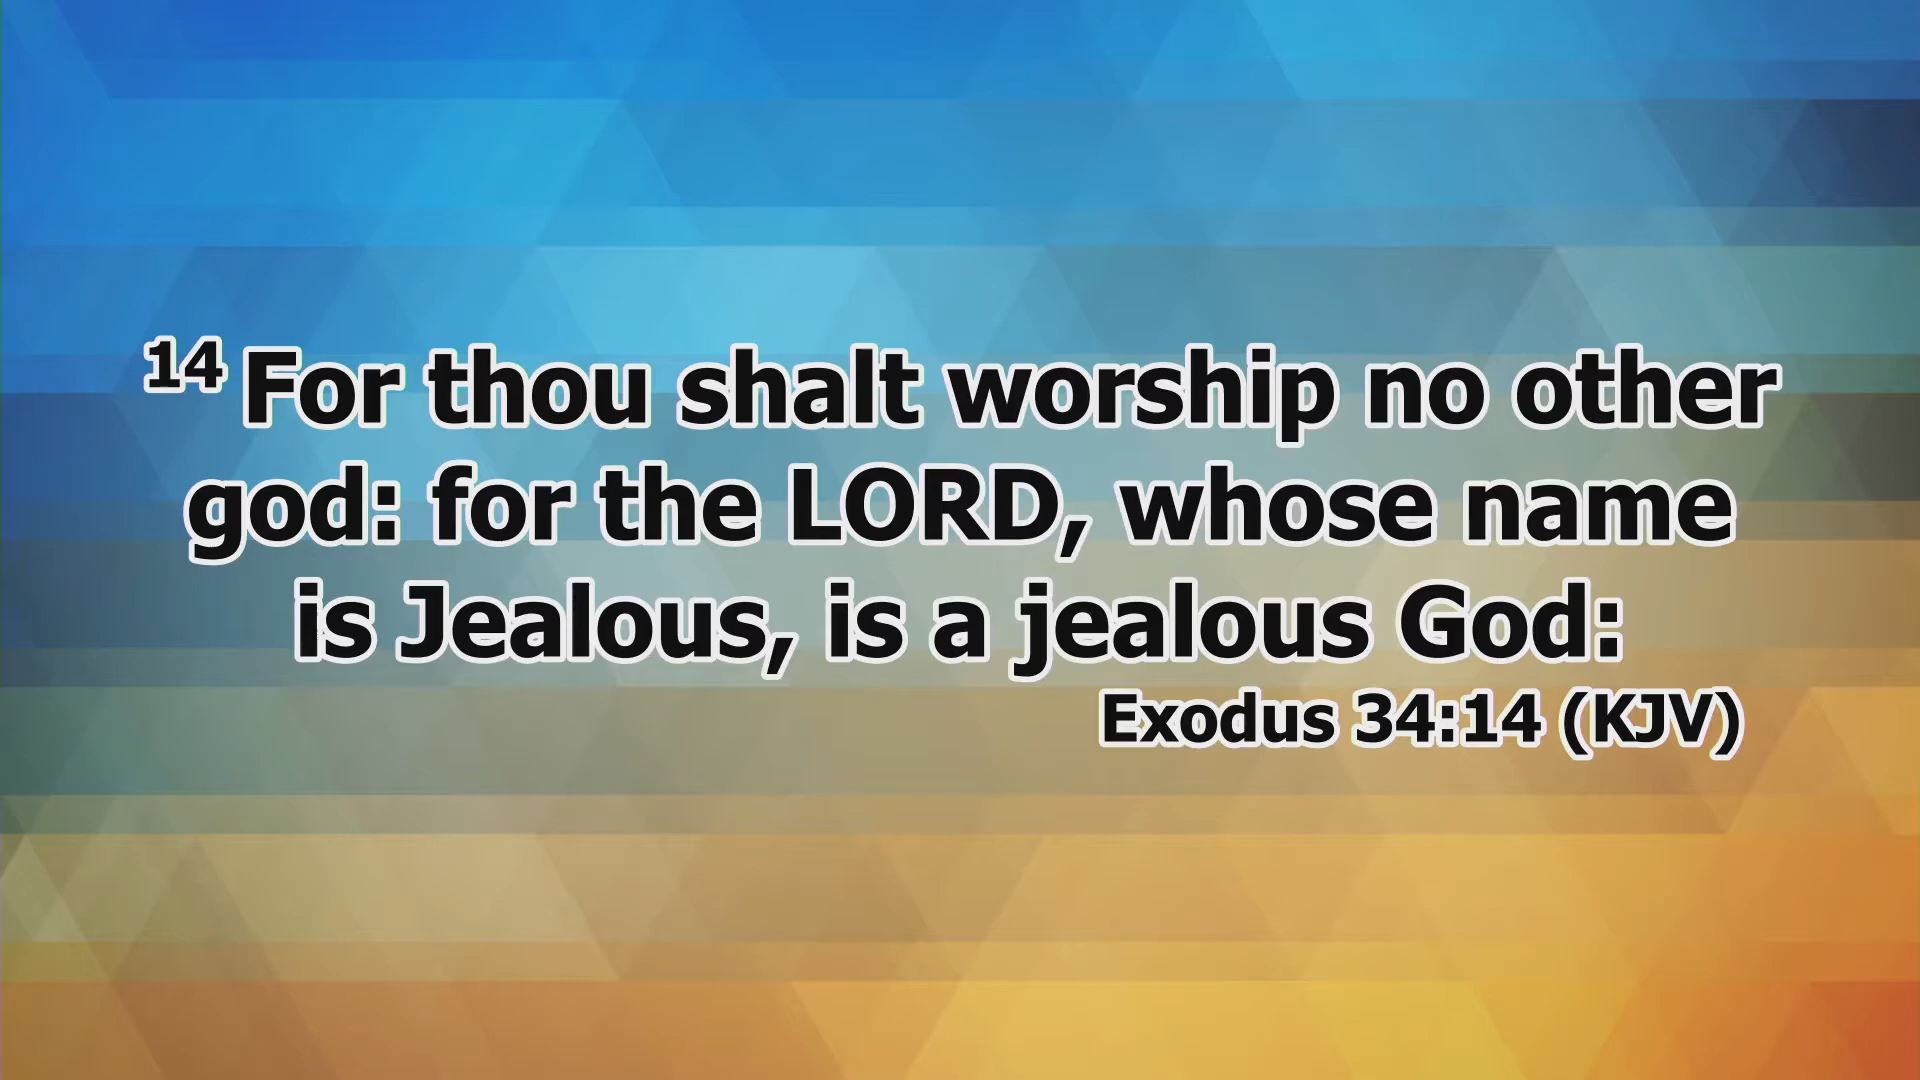 14 For thou shalt worship no other
god: for the LORD, whose name
is Jealous, is a jealous God:
Exodus 34:14 (KJV)